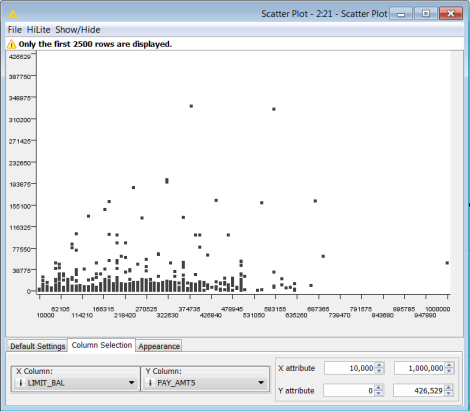 Scatter Plot - 2:21 - Scatter Plot
File HiLite Show/Hide
Only the first 2500 rows are displayed.
426529
387750
348975
310200
271425
232650
193875
155100
116325
77550
38775
0
62105 166315 270525 374735 478945 583155 687365 791575 895785 1000000
10000 114210 218420 322630 426840 531050 635260 739470 843680 947890
Default Settings Column Selection Appearance
X Column: Y Column:
LIMIT_BAL PAY_AMT5
X attribute 10,000 1,000,000
Y attribute 0 426,529